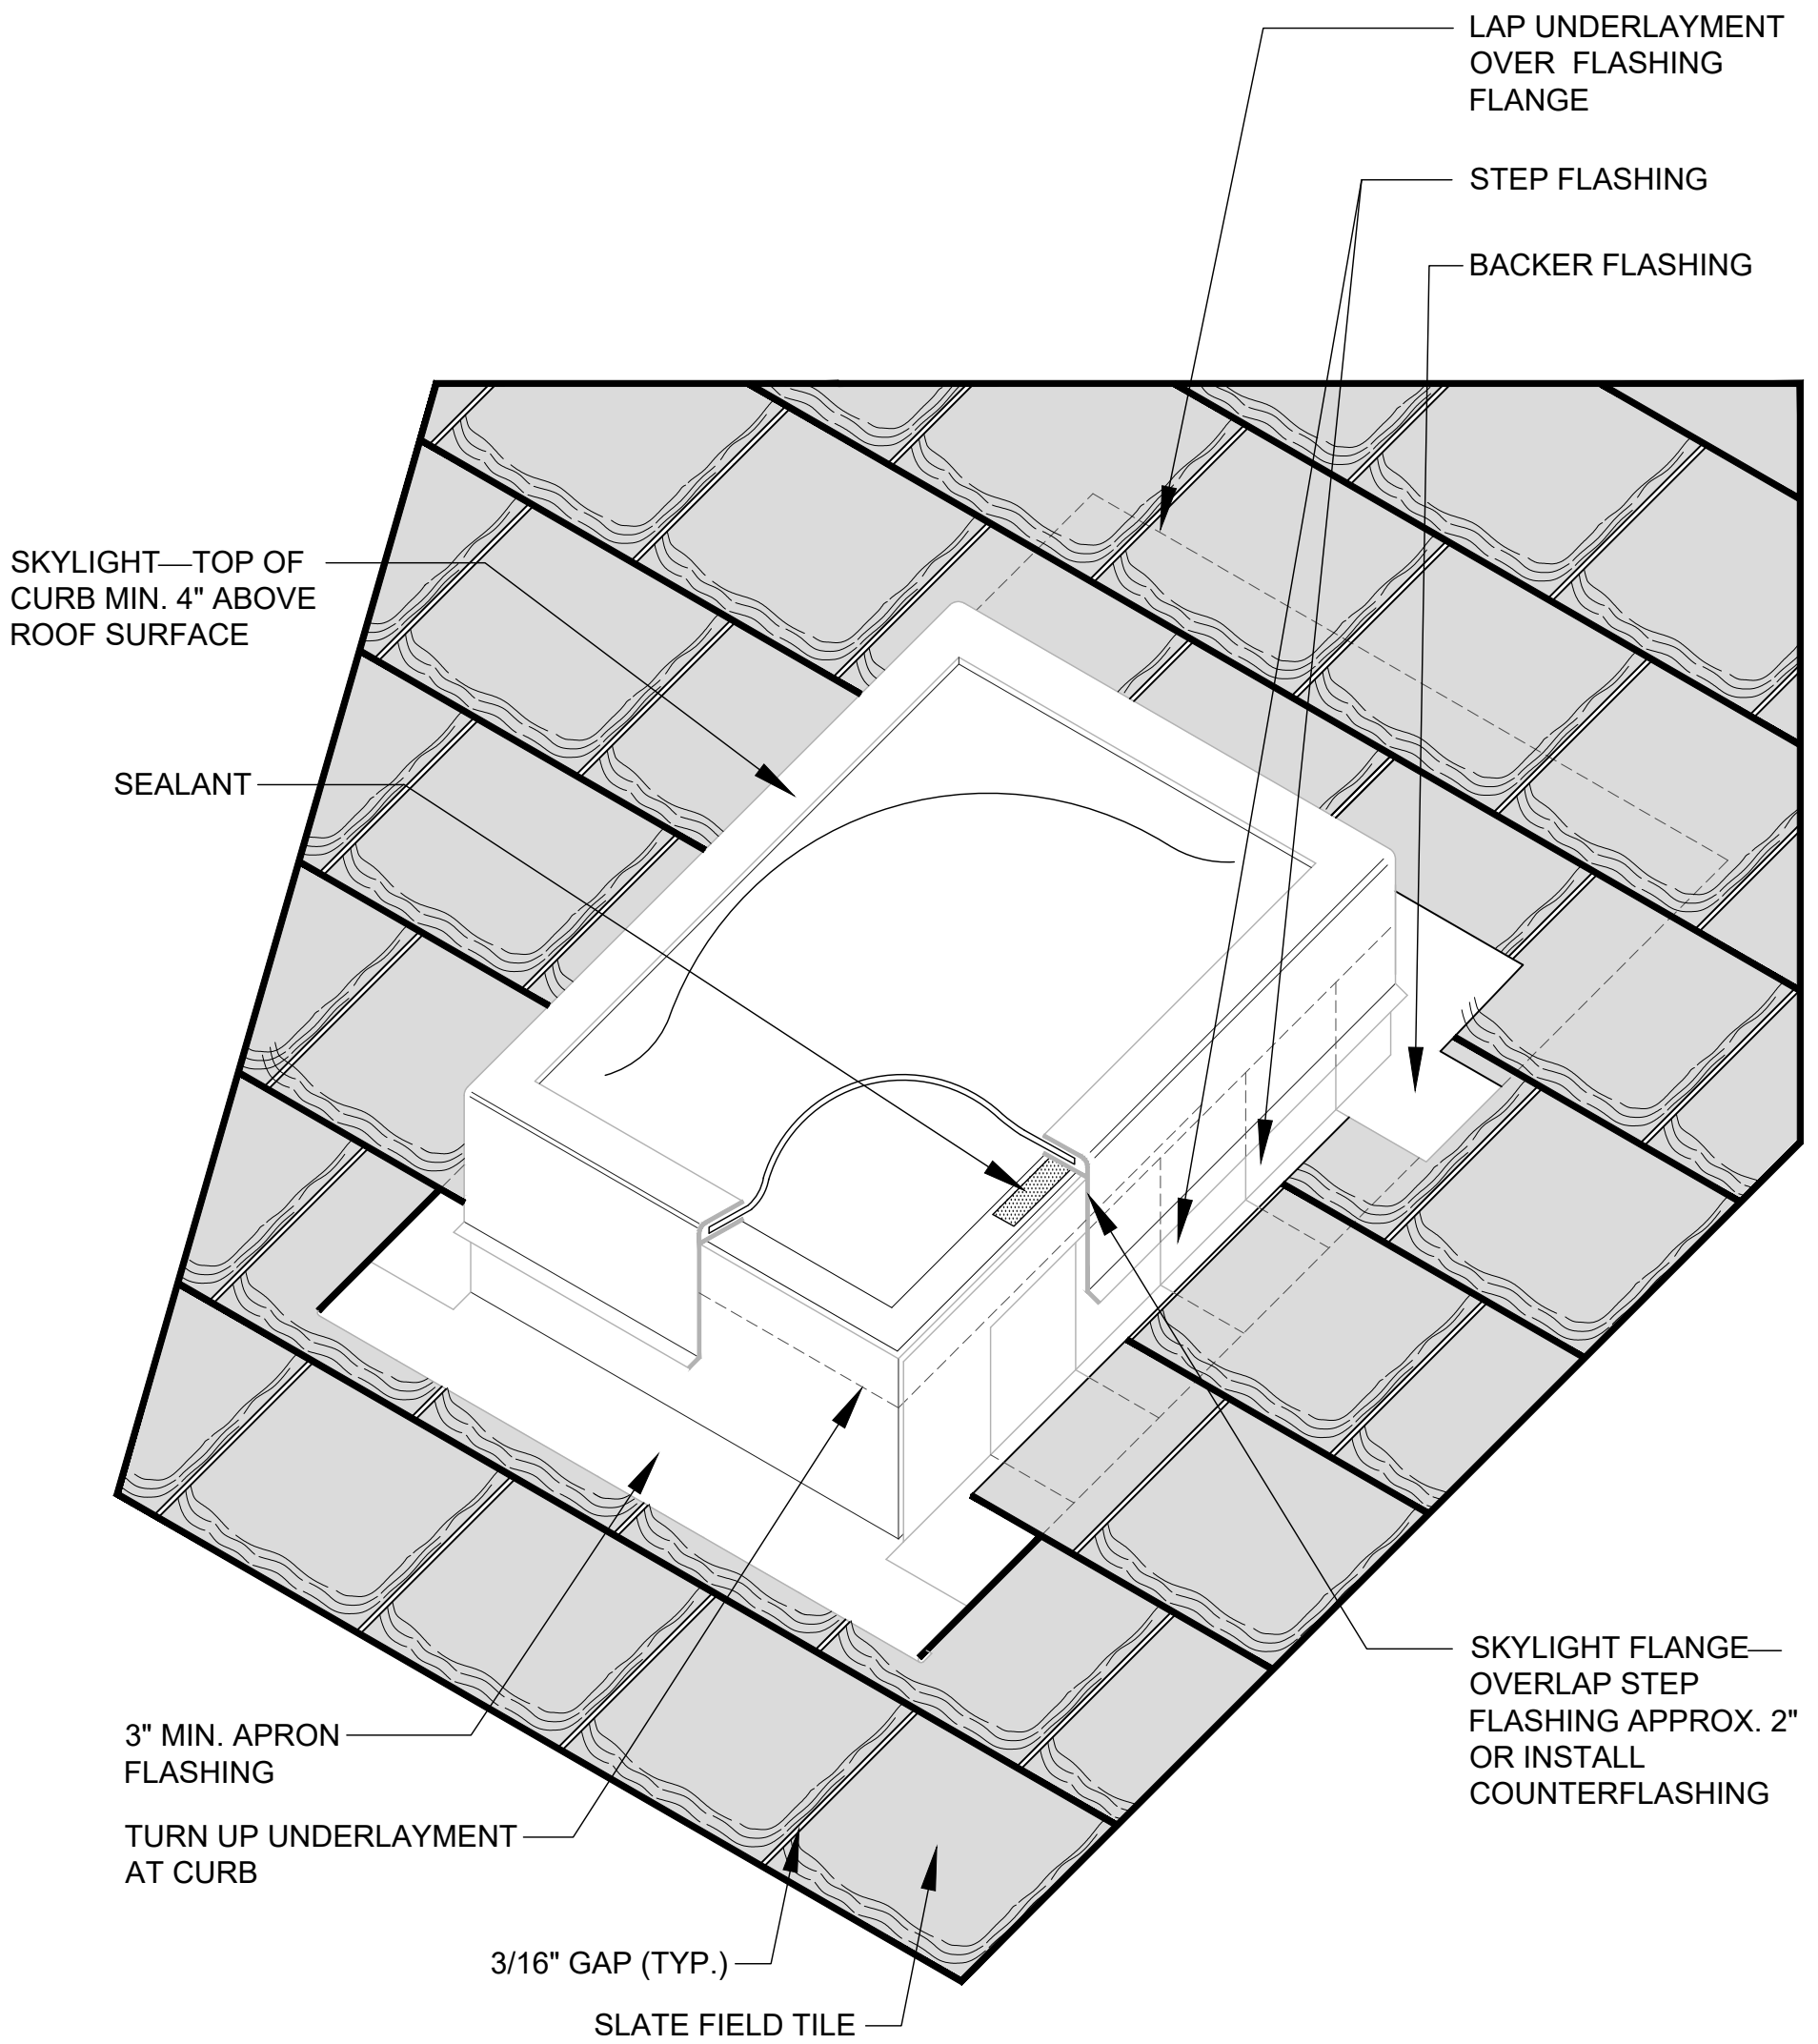 LAP UNDERLAYMENT
OVER FLASHING
FLANGE
STEP FLASHING
BACKER FLASHING
SKYLIGHT—TOP OF
CURB MIN. 4" ABOVE
ROOF SURFACE
SEALANT
SKYLIGHT FLANGE—
OVERLAP STEP
FLASHING APPROX. 2"
OR INSTALL
COUNTERFLASHING
3" MIN. APRON
FLASHING
TURN UP UNDERLAYMENT
AT CURB
3/16" GAP (TYP.)
SLATE FIELD TILE